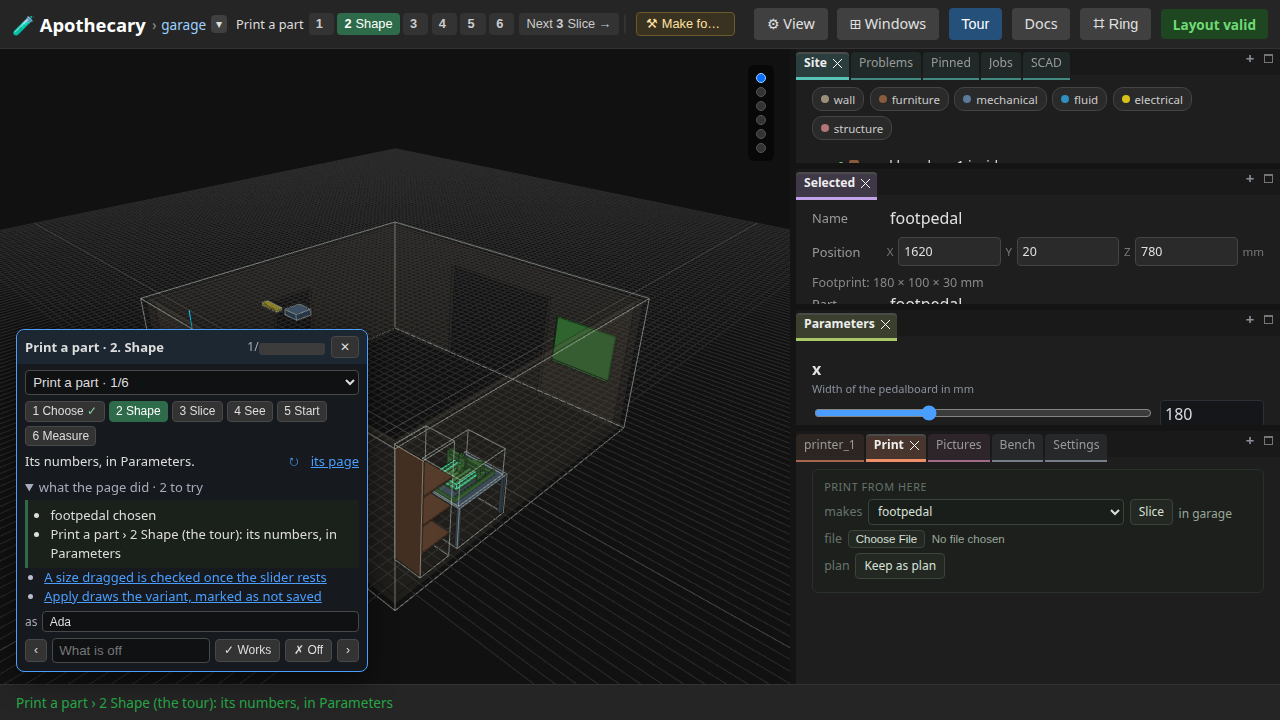 Apothecary › garage ▾ Print a part 1 2 Shape 3 4 5 6 Next 3 Slice → ⚒ Make fo… ⚙ View ⊞ Windows Tour Docs ⌗ Ring Layout valid
Site Problems Pinned Jobs SCAD
wall furniture mechanical fluid electrical
structure
Selected
Name footpedal
Position X 1620 Y 20 Z 780 mm
Footprint: 180 × 100 × 30 mm
Part footpedal
Parameters
x
Width of the pedalboard in mm
180
printer_1 Print Pictures Bench Settings
PRINT FROM HERE
makes footpedal Slice in garage
file Choose File No file chosen
plan Keep as plan
Print a part · 2. Shape 1/ ✕
Print a part · 1/6
1 Choose ✓ 2 Shape 3 Slice 4 See 5 Start
6 Measure
Its numbers, in Parameters. ↻ its page
▼ what the page did · 2 to try
footpedal chosen
Print a part › 2 Shape (the tour): its numbers, in
Parameters
A size dragged is checked once the slider rests
Apply draws the variant, marked as not saved
as Ada
‹ What is off ✓ Works ✗ Off ›
Print a part › 2 Shape (the tour): its numbers, in Parameters